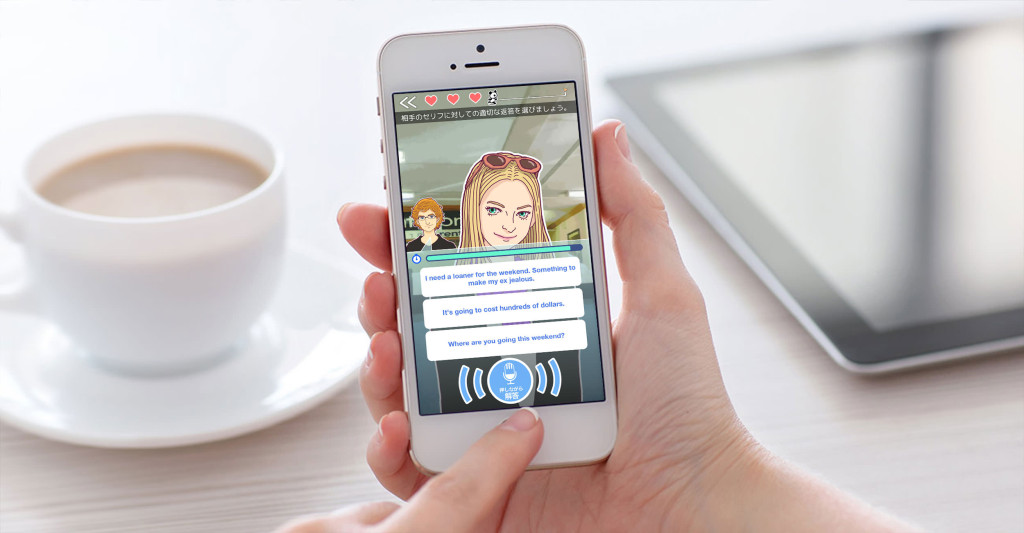 相手のセリフに対しての適切な返答を選びましょう。
I need a loaner for the weekend. Something to
make my ex jealous.
It's going to cost hundreds of dollars.
Where are you going this weekend?
押しながら
解答